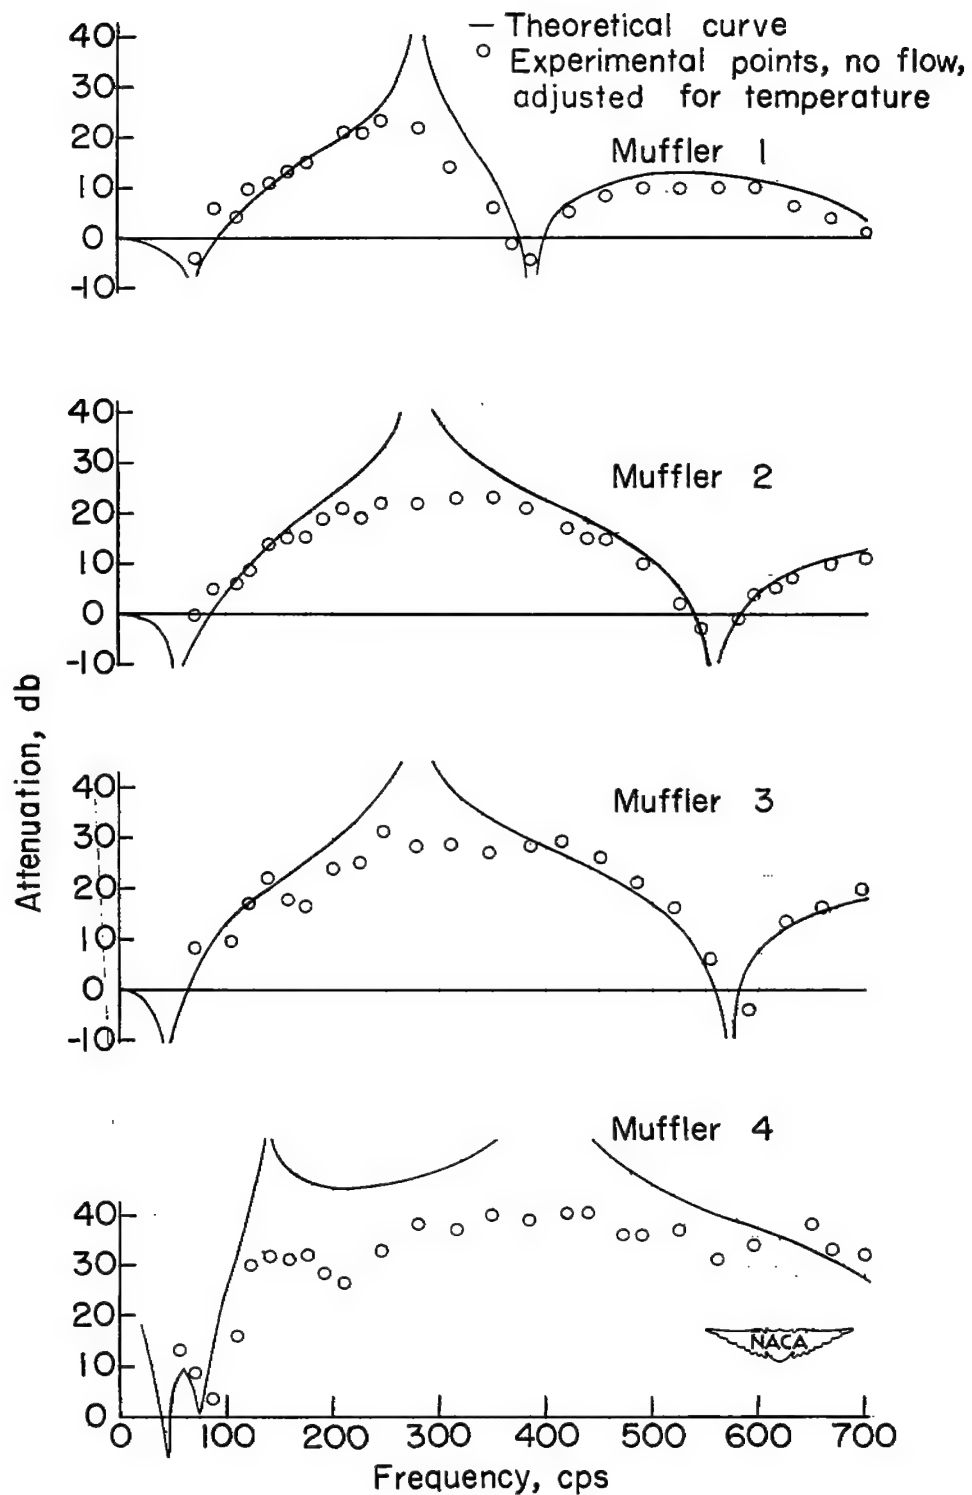 — Theoretical curve
○ Experimental points, no flow,
adjusted for temperature
Muffler 1
40
30
20
10
0
-10
Muffler 2
40
30
20
10
0
-10
Attenuation, db
Muffler 3
40
30
20
10
0
-10
Muffler 4
40
30
20
10
0
NACA
0 100 200 300 400 500 600 700
Frequency, cps